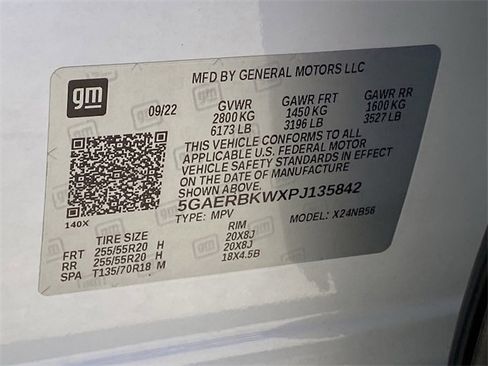 MFD BY GENERAL MOTORS LLC
gm
09/22
GVWR GAWR FRT GAWR RR
2800 KG 1450 KG 1600 KG
6173 LB 3196 LB 3527 LB
THIS VEHICLE CONFORMS TO ALL
APPLICABLE U.S. FEDERAL MOTOR
VEHICLE SAFETY STANDARDS IN EFFECT
ON THE DATE OF MANUFACTURE
SHOWN ABOVE.
5GAERBKWXPJ135842
140X
TYPE: MPV MODEL: X24NB56
TIRE SIZE RIM
FRT 255/55R20 H 20X8J
RR 255/55R20 H 20X8J
SPA T135/70R18 M 18X4.5B